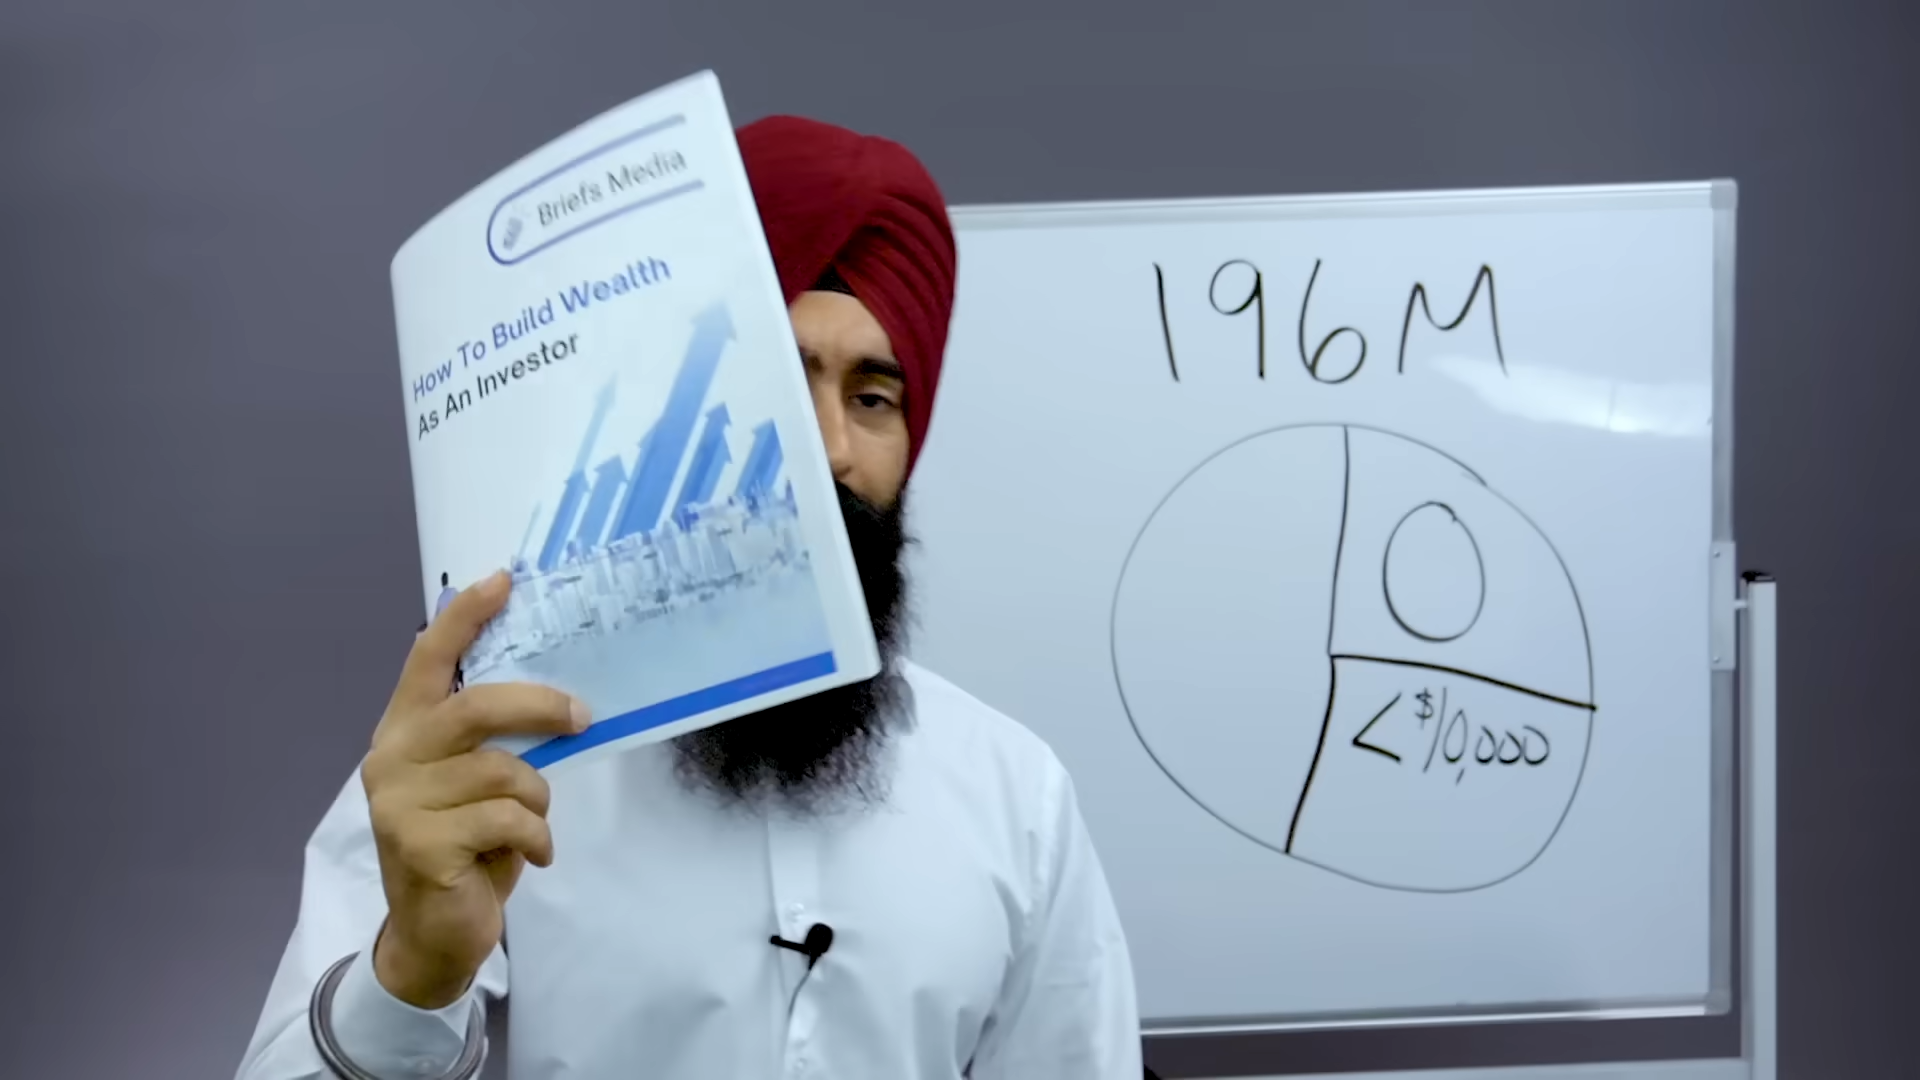 Briefs Media
How To Build Wealth
As An Investor
196M
0
<$10,000